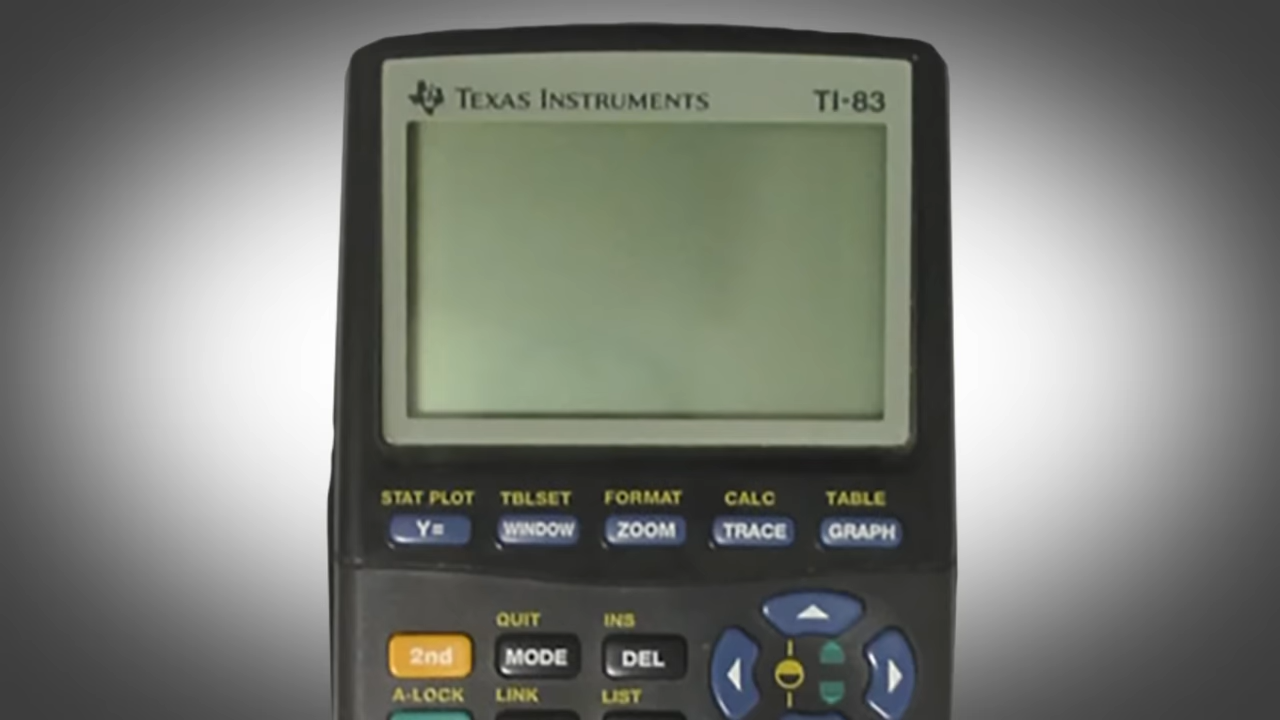 TEXAS INSTRUMENTS TI-83
STAT PLOT TBLSET FORMAT CALC TABLE
Y= WINDOW ZOOM TRACE GRAPH
QUIT INS
2nd MODE DEL
A-LOCK LINK LIST